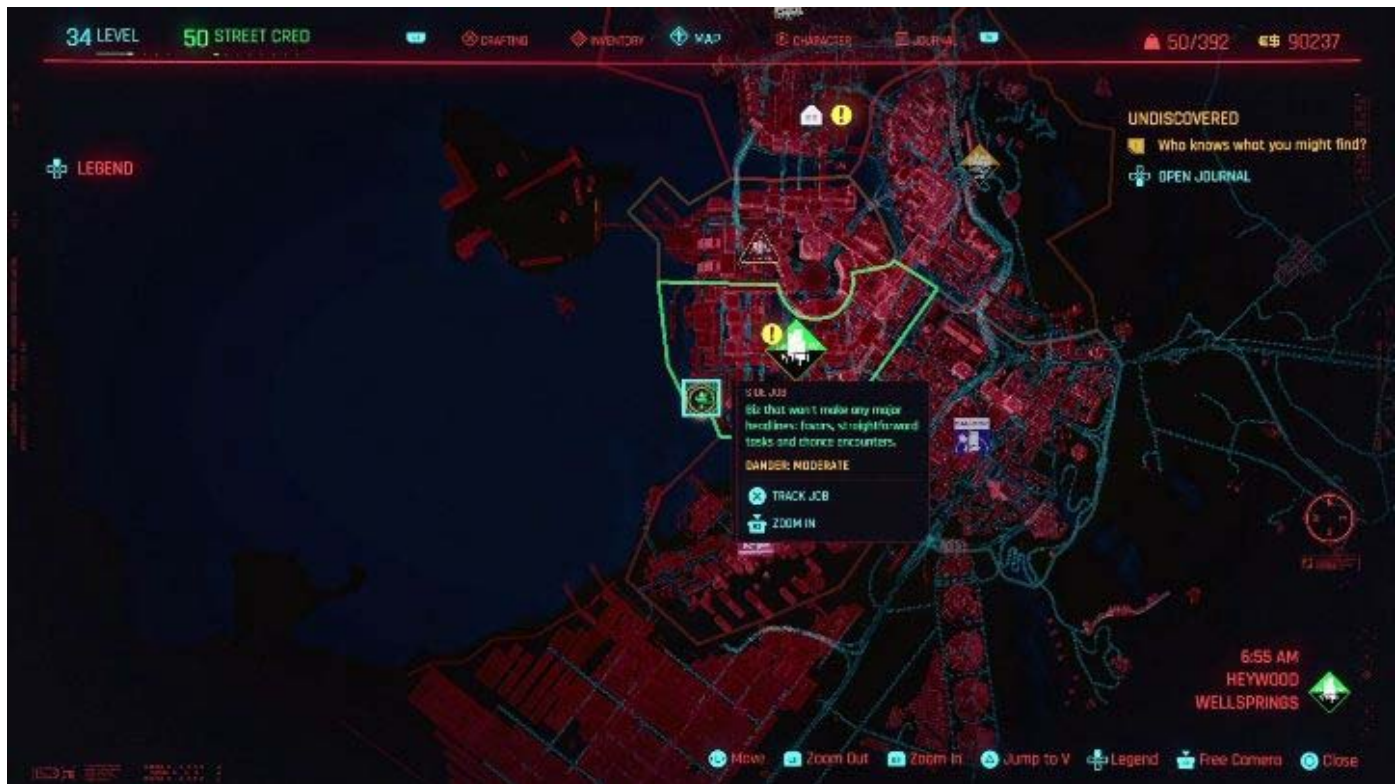 34 LEVEL
50 STREET CRED
CRAFTING
INVENTORY
MAP
CHARACTER
JOURNAL
50/392
€$ 90237
LEGEND
UNDISCOVERED
Who knows what you might find?
OPEN JOURNAL
SIDE JOB
Biz that won't make any major
headlines: favors, straightforward
tasks and chance encounters.
DANGER: MODERATE
TRACK JOB
ZOOM IN
6:55 AM
HEYWOOD
WELLSPRINGS
Move
Zoom Out
Zoom In
Jump to V
Legend
Free Camera
Close